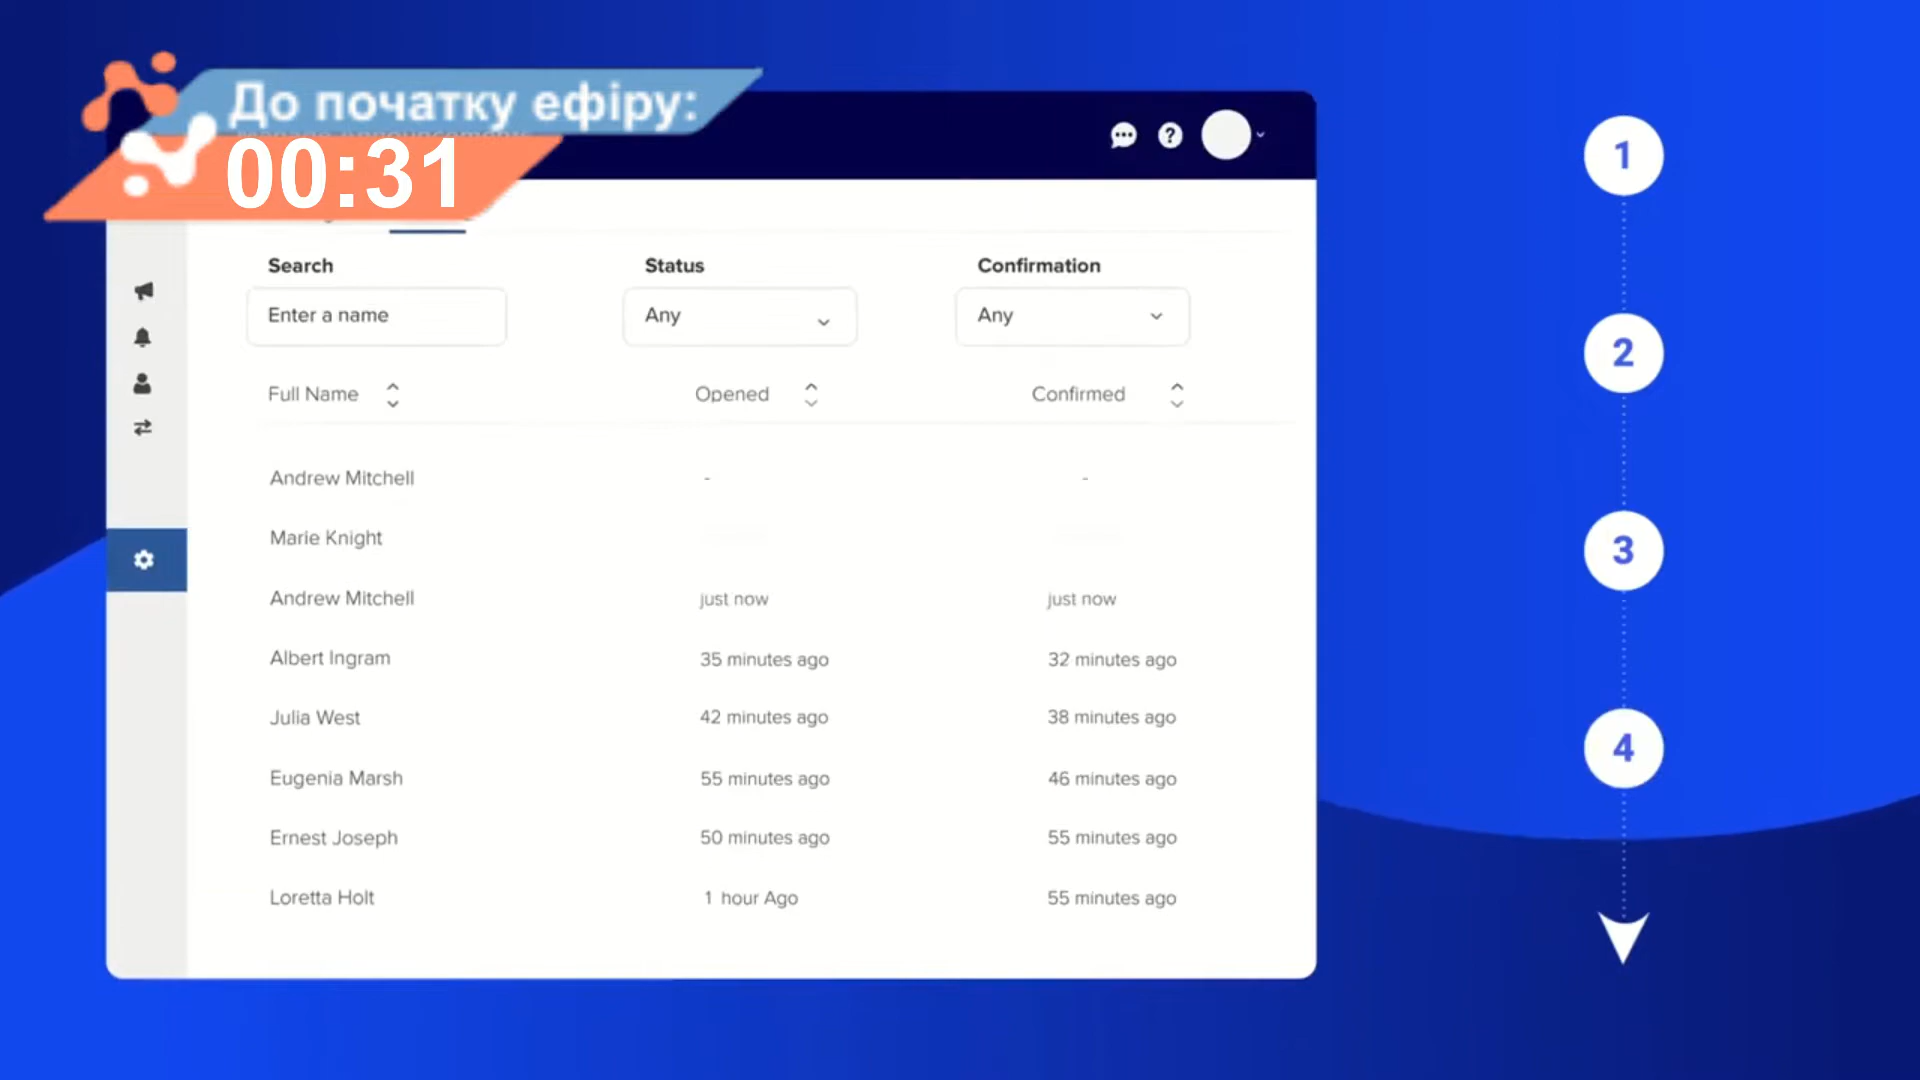 До початку ефіру:
00:31
Search Status Confirmation
Enter a name Any Any
Full Name Opened Confirmed
Andrew Mitchell - -
Marie Knight
Andrew Mitchell just now just now
Albert Ingram 35 minutes ago 32 minutes ago
Julia West 42 minutes ago 38 minutes ago
Eugenia Marsh 55 minutes ago 46 minutes ago
Ernest Joseph 50 minutes ago 55 minutes ago
Loretta Holt 1 hour Ago 55 minutes ago
1
2
3
4